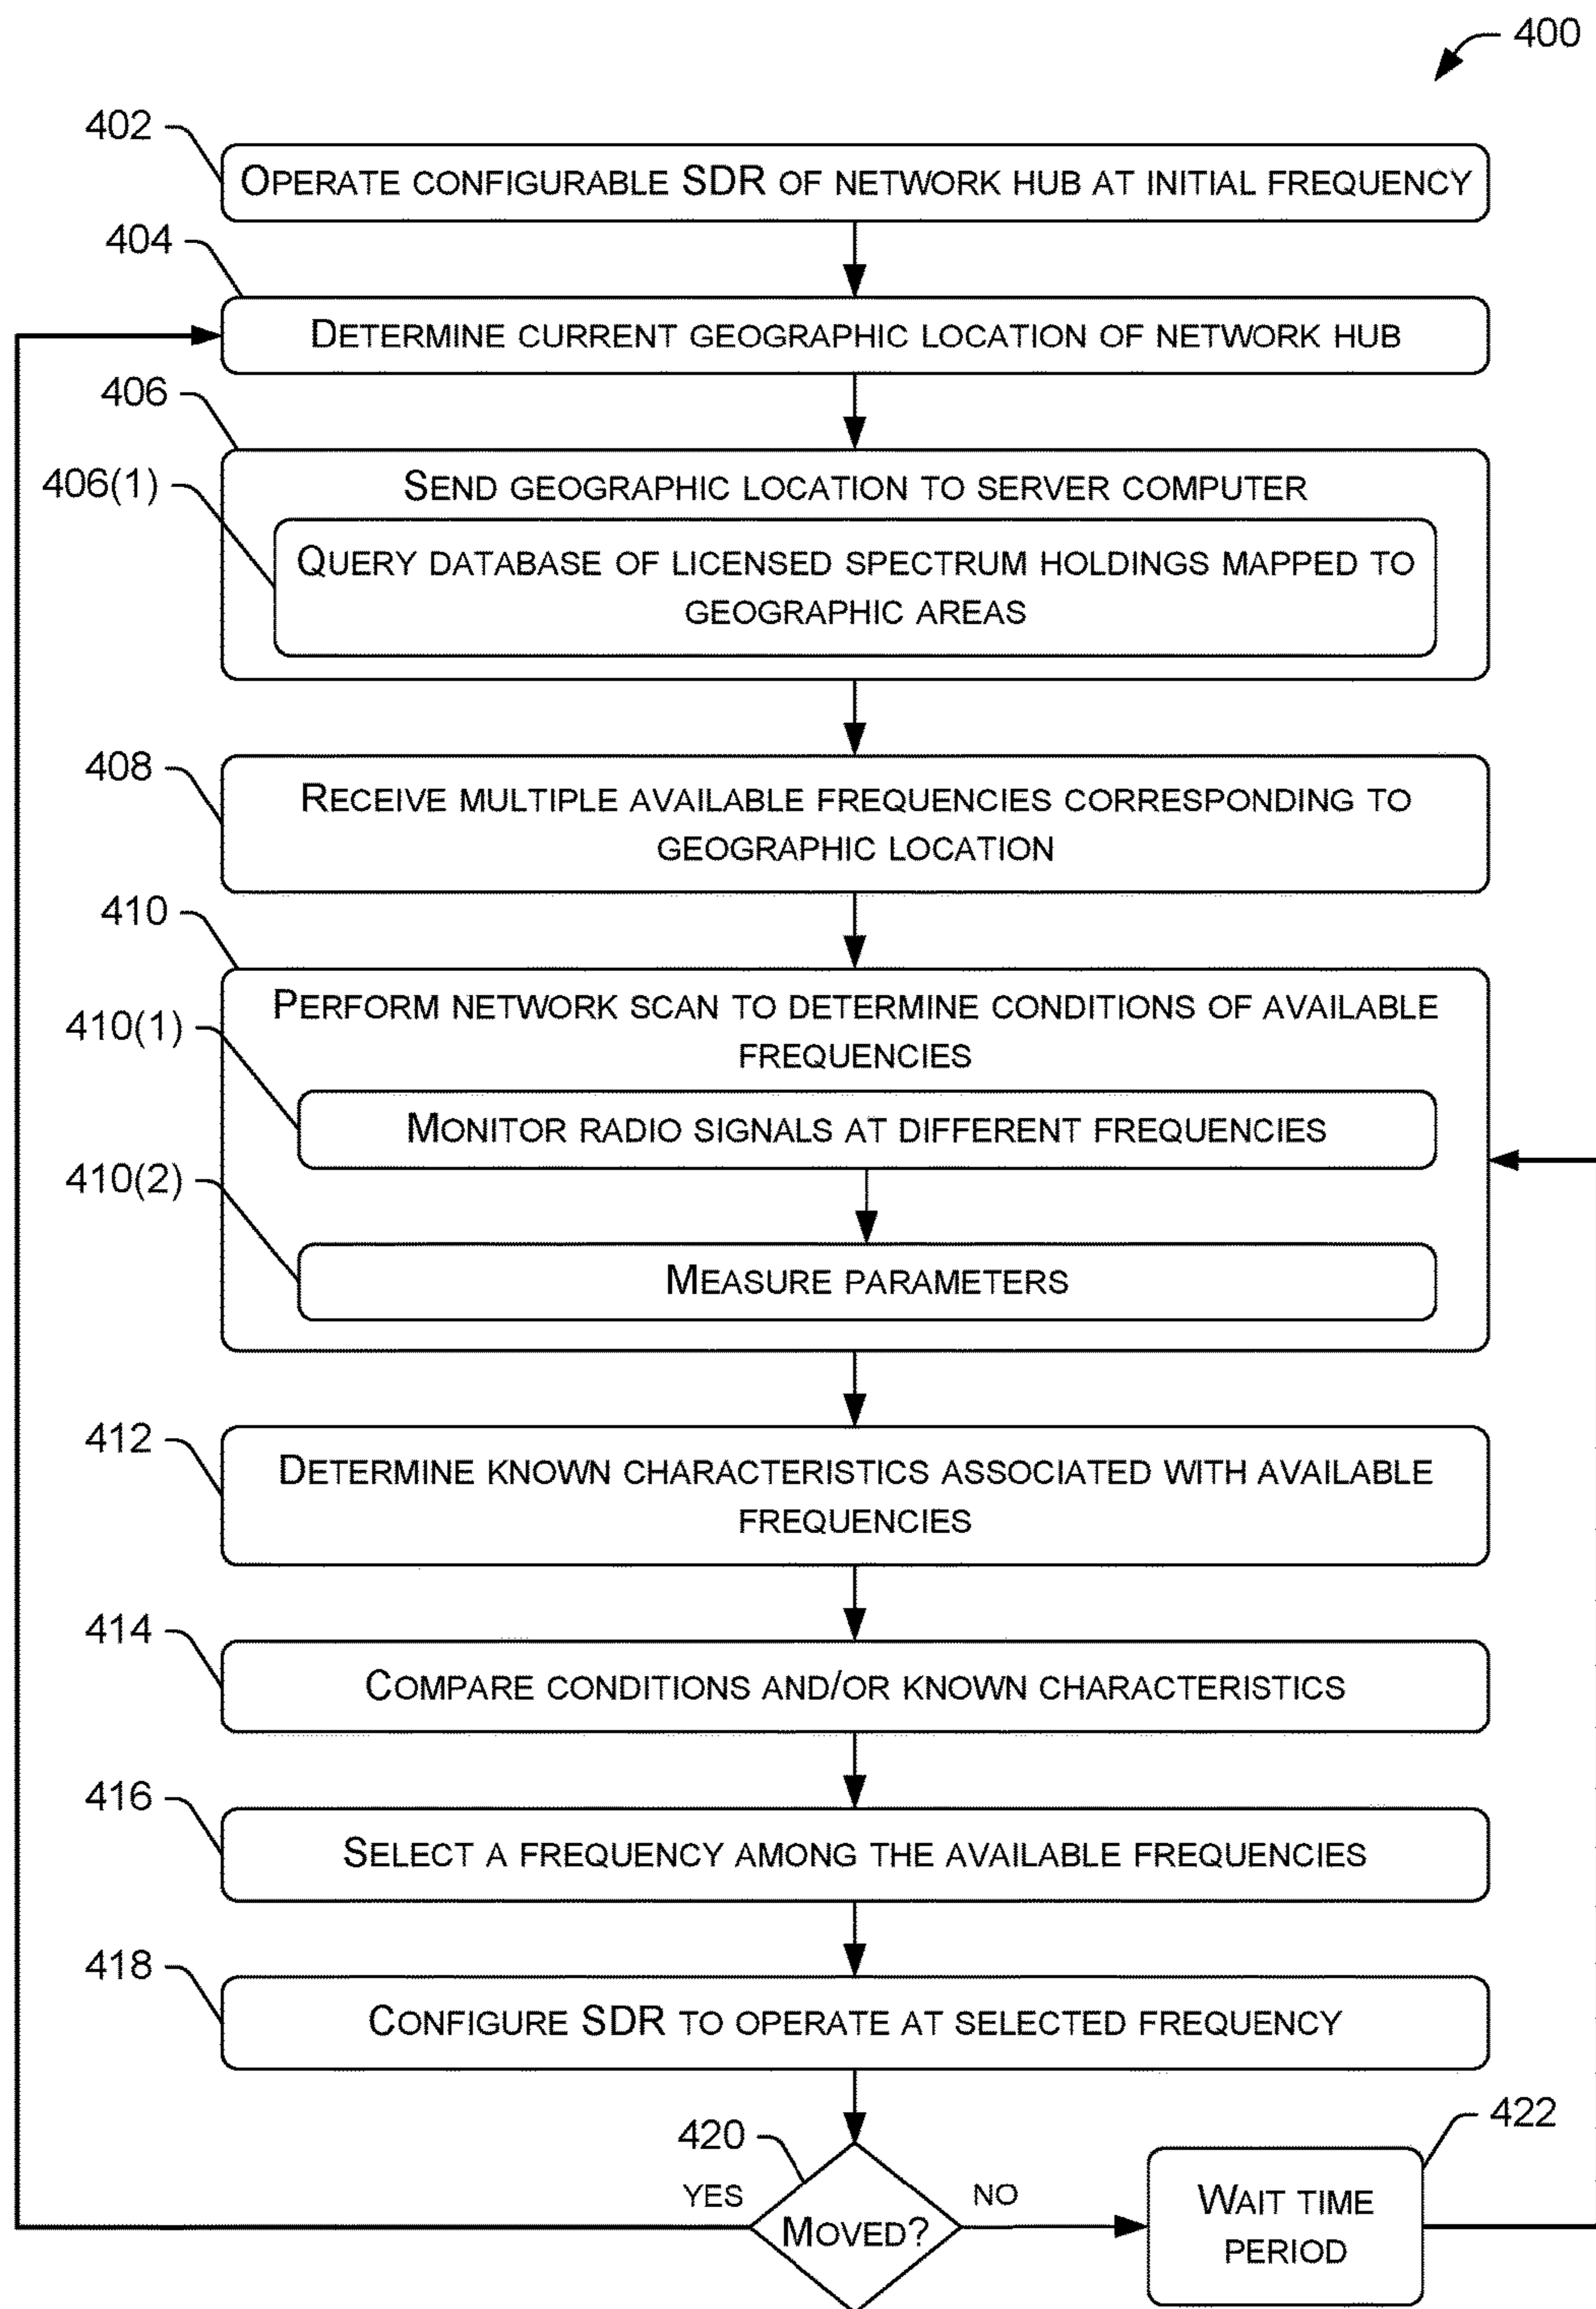 400
402
OPERATE CONFIGURABLE SDR OF NETWORK HUB AT INITIAL FREQUENCY
404
DETERMINE CURRENT GEOGRAPHIC LOCATION OF NETWORK HUB
406
SEND GEOGRAPHIC LOCATION TO SERVER COMPUTER
406(1)
QUERY DATABASE OF LICENSED SPECTRUM HOLDINGS MAPPED TO
GEOGRAPHIC AREAS
408
RECEIVE MULTIPLE AVAILABLE FREQUENCIES CORRESPONDING TO
GEOGRAPHIC LOCATION
410
PERFORM NETWORK SCAN TO DETERMINE CONDITIONS OF AVAILABLE
FREQUENCIES
410(1)
MONITOR RADIO SIGNALS AT DIFFERENT FREQUENCIES
410(2)
MEASURE PARAMETERS
412
DETERMINE KNOWN CHARACTERISTICS ASSOCIATED WITH AVAILABLE
FREQUENCIES
414
COMPARE CONDITIONS AND/OR KNOWN CHARACTERISTICS
416
SELECT A FREQUENCY AMONG THE AVAILABLE FREQUENCIES
418
CONFIGURE SDR TO OPERATE AT SELECTED FREQUENCY
420
YES
MOVED?
NO
422
WAIT TIME
PERIOD